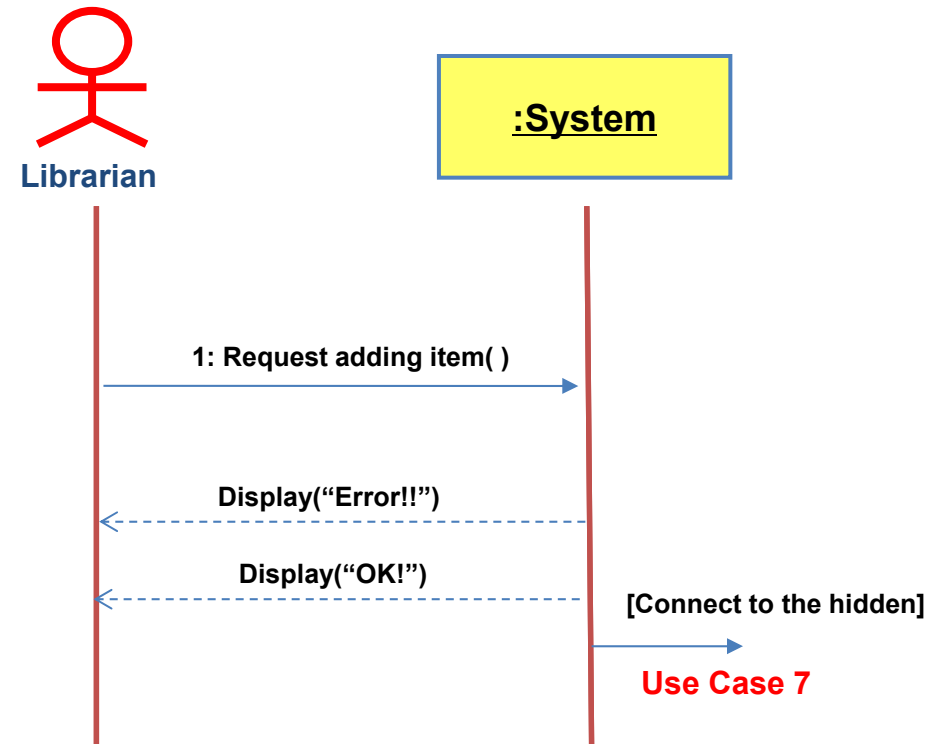 :System
Librarian
1: Request adding item( )
Display(“Error!!”)
Display(“OK!”)
[Connect to the hidden]
Use Case 7